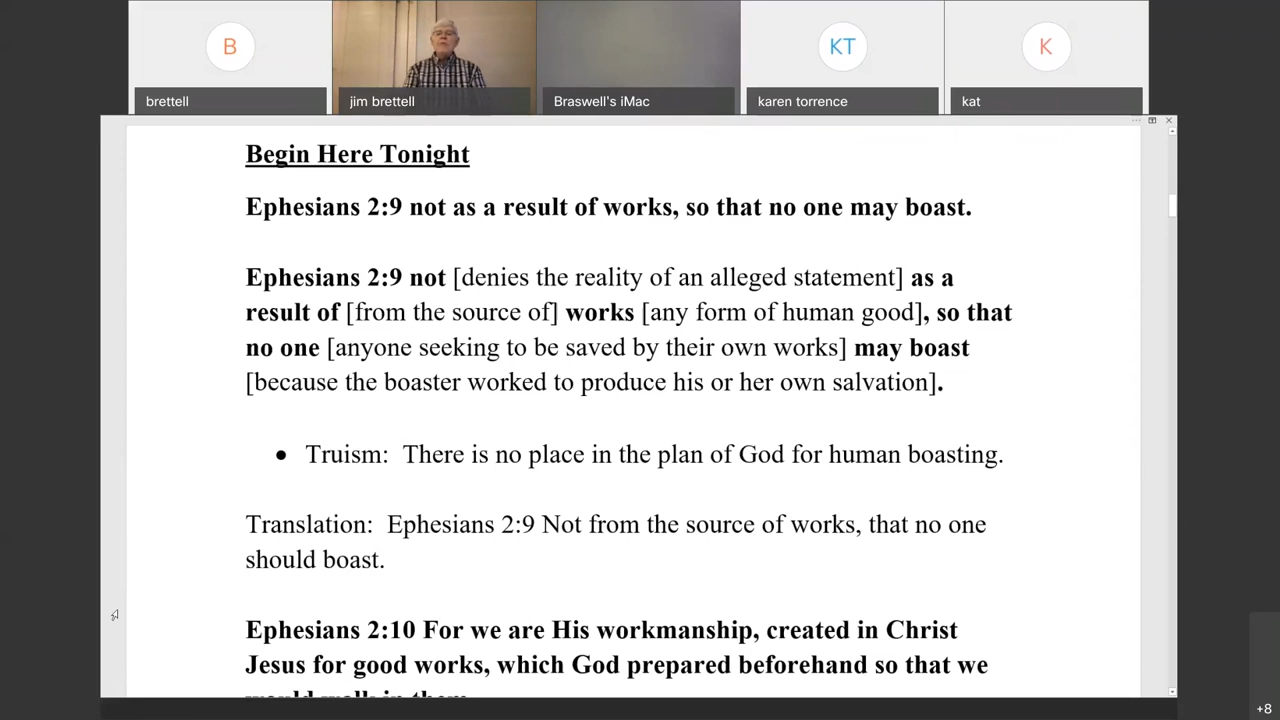 B
KT
K
brettell
jim brettell
Braswell's iMac
karen torrence
kat
Begin Here Tonight
Ephesians 2:9 not as a result of works, so that no one may boast.
Ephesians 2:9 not [denies the reality of an alleged statement] as a
result of [from the source of] works [any form of human good], so that
no one [anyone seeking to be saved by their own works] may boast
[because the boaster worked to produce his or her own salvation].
• Truism: There is no place in the plan of God for human boasting.
Translation: Ephesians 2:9 Not from the source of works, that no one
should boast.
Ephesians 2:10 For we are His workmanship, created in Christ
Jesus for good works, which God prepared beforehand so that we
would walk in them
+8